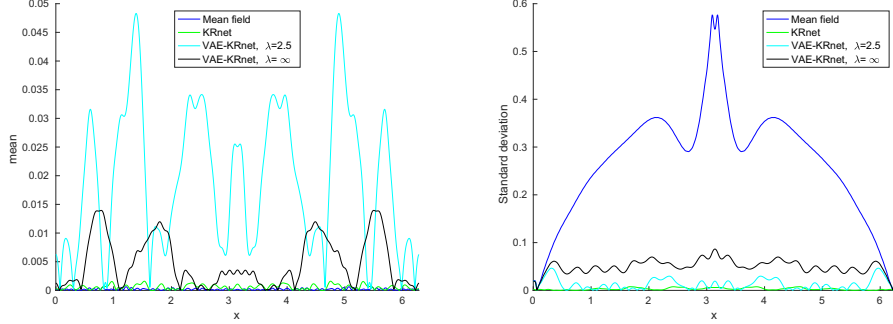 Mean field
KRnet
VAE-KRnet, λ=2.5
VAE-KRnet, λ= ∞
0.05
0.045
0.04
0.035
0.03
0.025
0.02
0.015
0.01
0.005
0
mean
0 1 2 3 4 5 6
x
Mean field
KRnet
VAE-KRnet, λ=2.5
VAE-KRnet, λ= ∞
0.6
0.5
0.4
0.3
0.2
0.1
0
Standard deviation
0 1 2 3 4 5 6
x